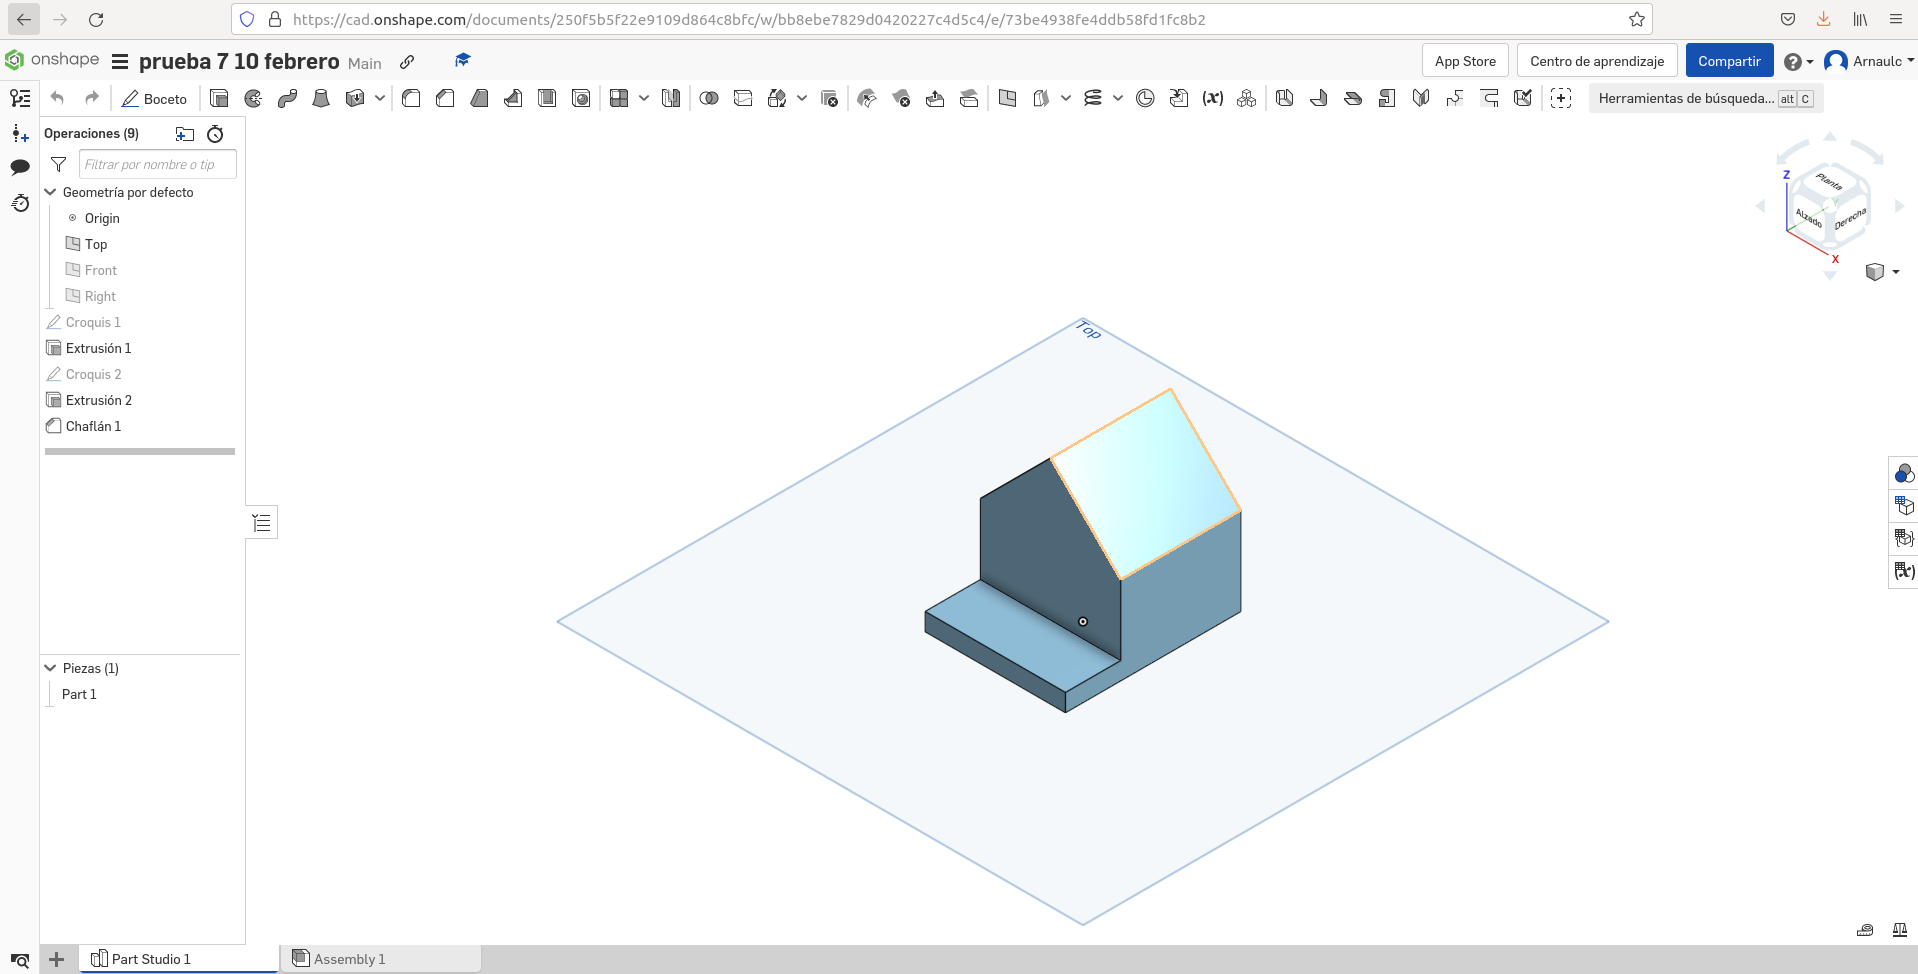 https://cad.onshape.com/documents/250f5b5f22e9109d864c8bfc/w/bb8ebe7829d0420227c4d5c4/e/73be4938fe4ddb58fd1fc8b2
onshape prueba 7 10 febrero Main App Store Centro de aprendizaje Compartir Arnaulc
Boceto (x) Herramientas de búsqueda... alt C
Operaciones (9)
Filtrar por nombre o tip
Geometría por defecto
Origin
Top
Front
Right
Croquis 1
Extrusión 1
Croquis 2
Extrusión 2
Chaflán 1
Piezas (1)
Part 1
Top
Z
Planta
Y
Alzado
Derecha
X
(x)
Part Studio 1
Assembly 1